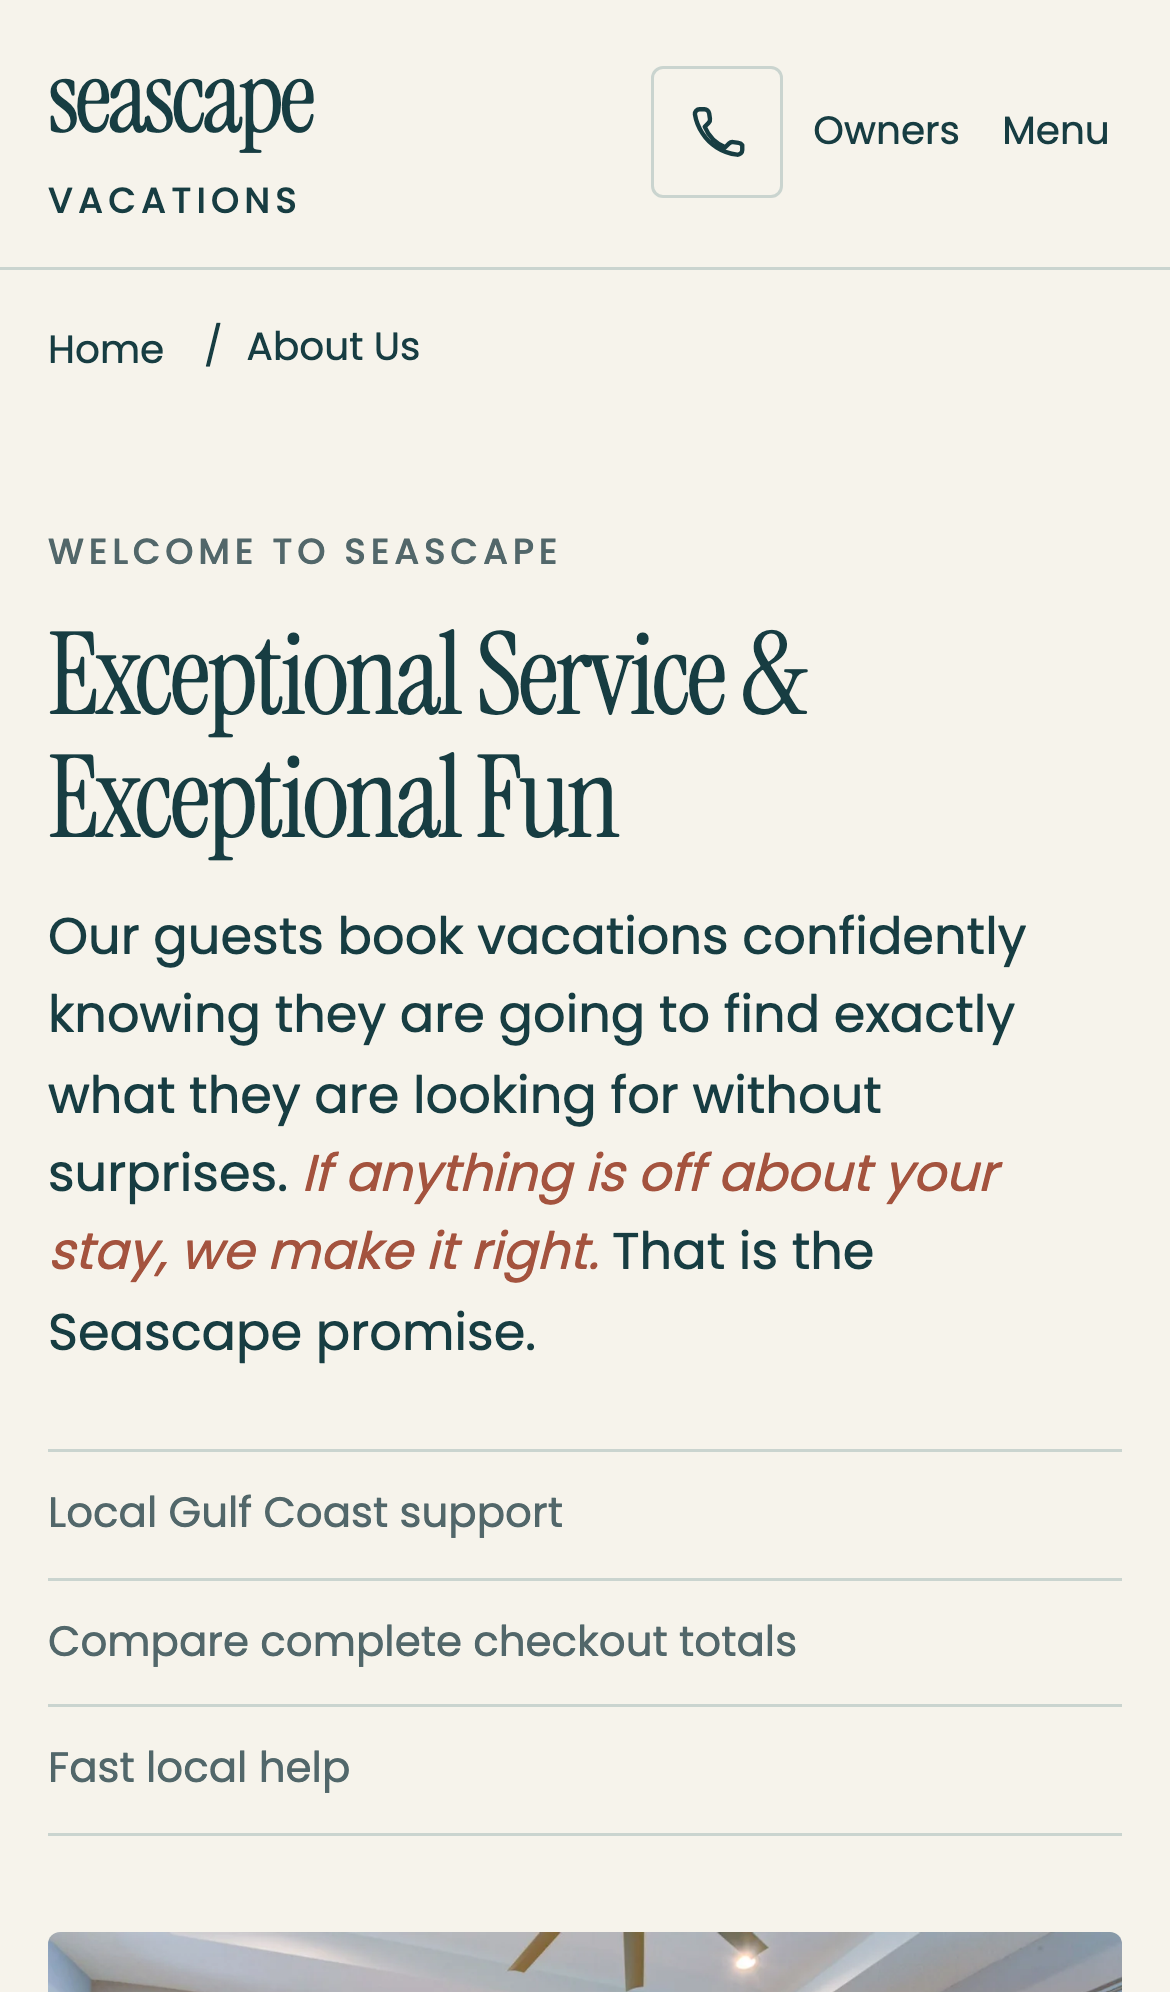 seascape
VACATIONS
Owners
Menu
Home / About Us
WELCOME TO SEASCAPE
Exceptional Service &
Exceptional Fun
Our guests book vacations confidently
knowing they are going to find exactly
what they are looking for without
surprises. If anything is off about your
stay, we make it right. That is the
Seascape promise.
Local Gulf Coast support
Compare complete checkout totals
Fast local help